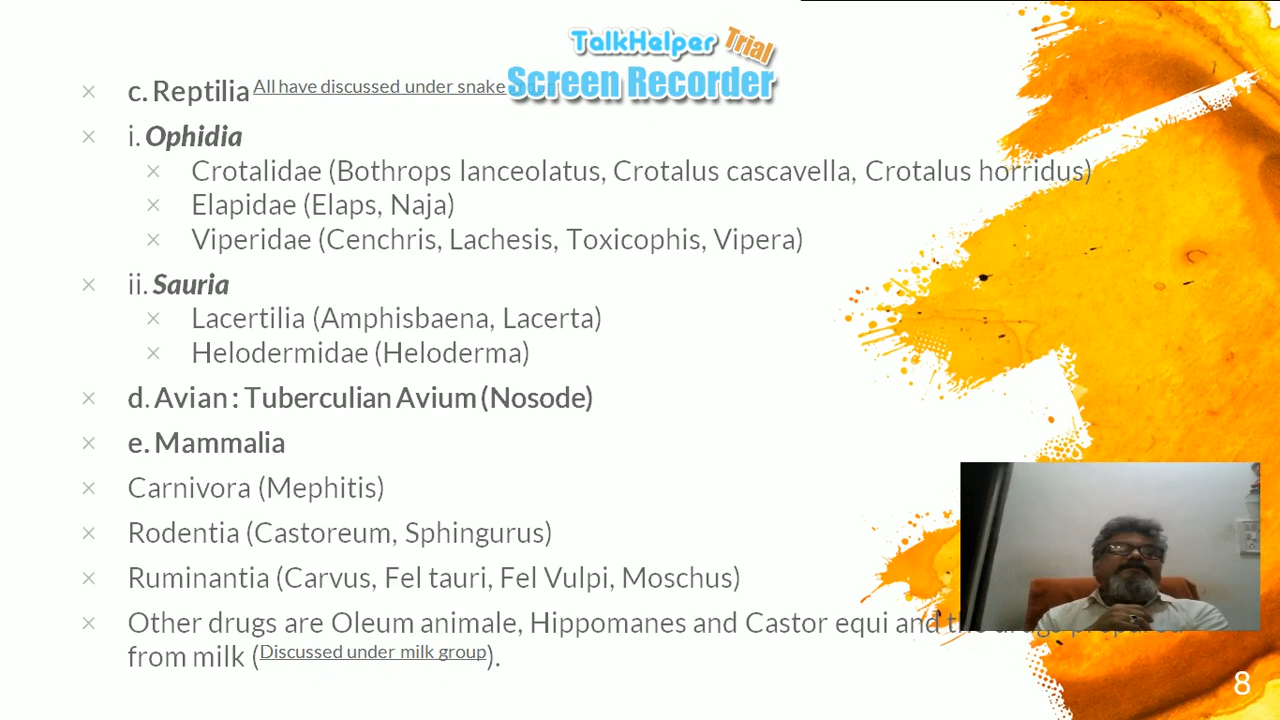 TalkHelper Trial
Screen Recorder
× c. Reptilia All have discussed under snake
× i. Ophidia
× Crotalidae (Bothrops lanceolatus, Crotalus cascavella, Crotalus horridus)
× Elapidae (Elaps, Naja)
× Viperidae (Cenchris, Lachesis, Toxicophis, Vipera)
× ii. Sauria
× Lacertilia (Amphisbaena, Lacerta)
× Helodermidae (Heloderma)
× d. Avian : Tuberculian Avium (Nosode)
× e. Mammalia
× Carnivora (Mephitis)
× Rodentia (Castoreum, Sphingurus)
× Ruminantia (Carvus, Fel tauri, Fel Vulpi, Moschus)
× Other drugs are Oleum animale, Hippomanes and Castor equi and
from milk (Discussed under milk group).
8